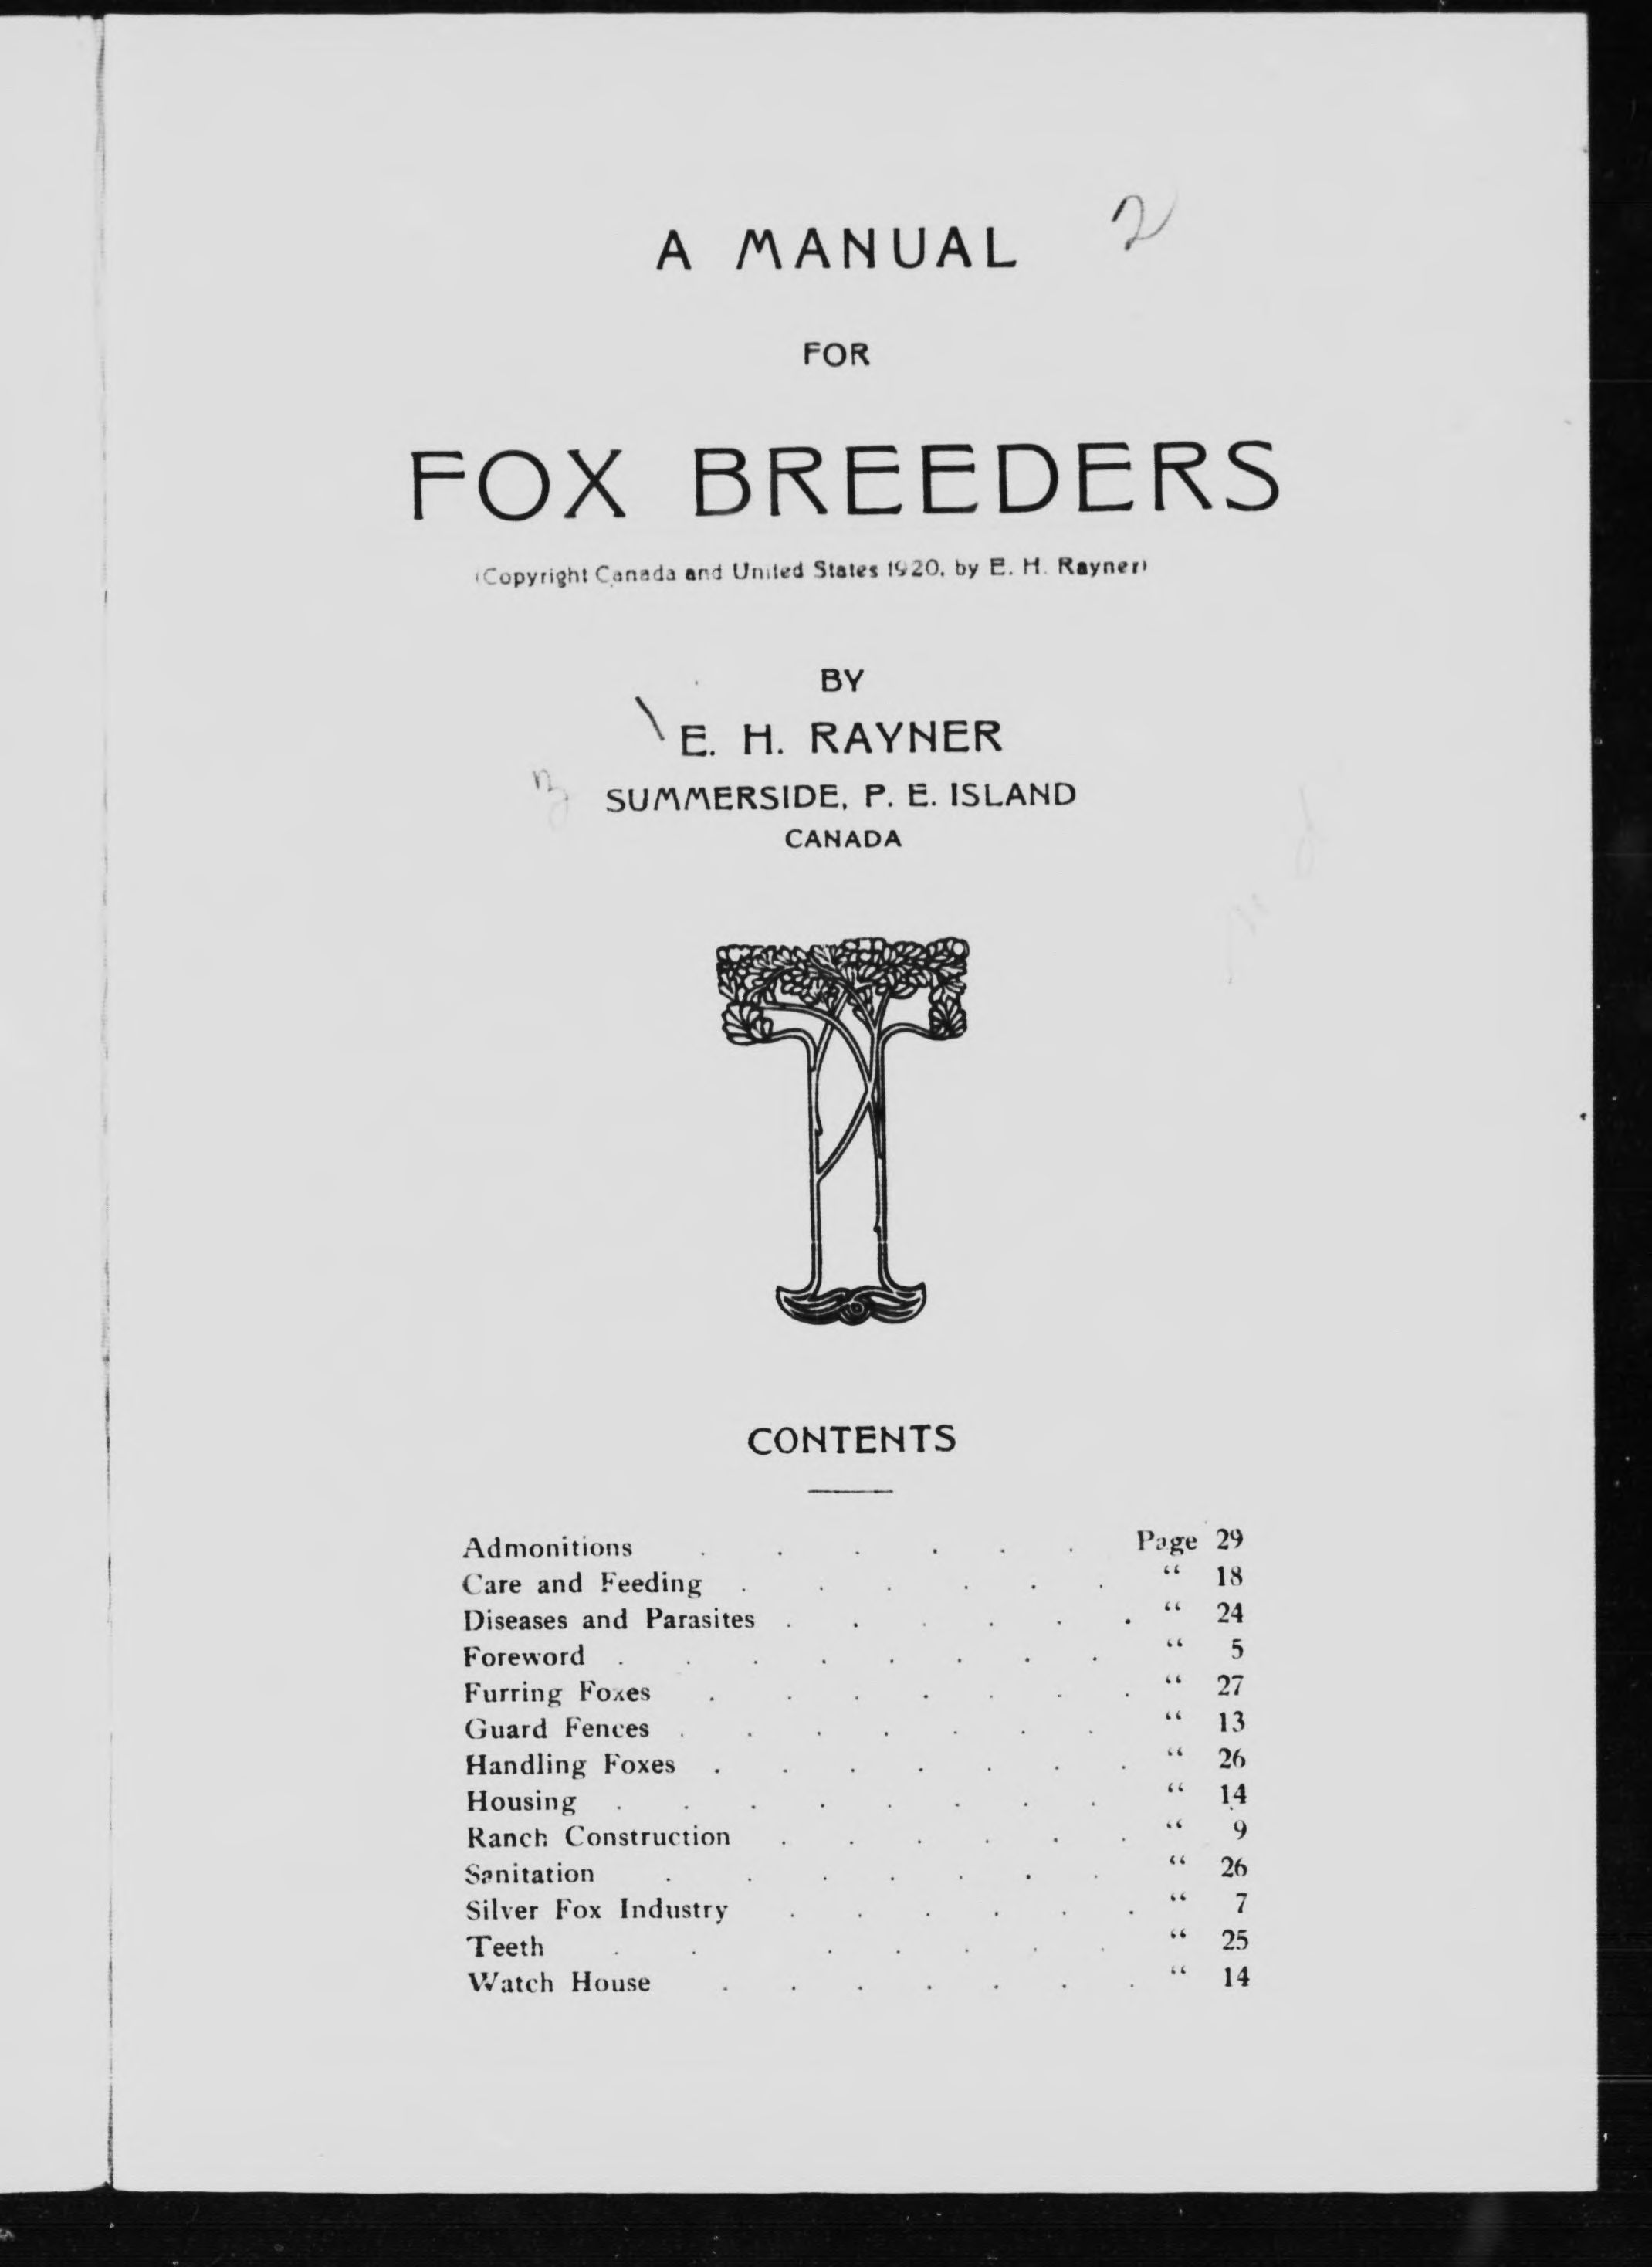 A MANUAL
2
FOR
FOX BREEDERS
(Copyright Canada and United States 1920, by E. H. Rayner)
BY
E. H. RAYNER
SUMMERSIDE, P. E. ISLAND
CANADA
CONTENTS
Admonitions . . . . . . Page 29
Care and Feeding . . . . . . “ 18
Diseases and Parasites . . . . . . “ 24
Foreword . . . . . . . . “ 5
Furring Foxes . . . . . . . “ 27
Guard Fences . . . . . . . “ 13
Handling Foxes . . . . . . . “ 26
Housing . . . . . . . . “ 14
Ranch Construction . . . . . . “ 9
Sanitation . . . . . . . “ 26
Silver Fox Industry . . . . . . “ 7
Teeth . . . . . . . “ 25
Watch House . . . . . . . “ 14